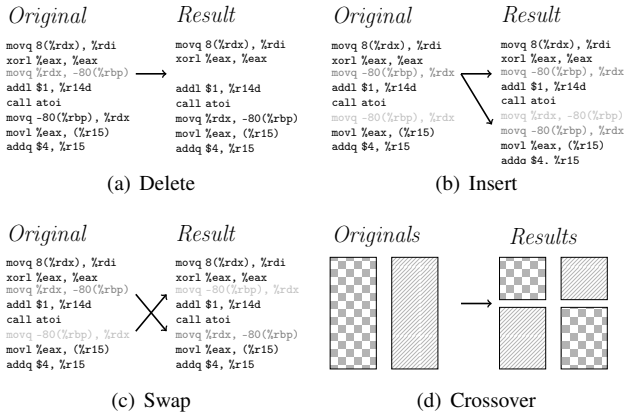 Original
movq 8(%rdx), %rdi
xorl %eax, %eax
movq %rdx, -80(%rbp)
addl $1, %r14d
call atoi
movq -80(%rbp), %rdx
movl %eax, (%r15)
addq $4, %r15
Result
movq 8(%rdx), %rdi
xorl %eax, %eax
addl $1, %r14d
call atoi
movq %rdx, -80(%rbp)
movl %eax, (%r15)
addq $4, %r15
(a) Delete
Original
movq 8(%rdx), %rdi
xorl %eax, %eax
movq -80(%rbp), %rdx
addl $1, %r14d
call atoi
movq -80(%rbp), %rdx
movl %eax, (%r15)
addq $4, %r15
Result
movq 8(%rdx), %rdi
xorl %eax, %eax
movq -80(%rbp), %rdx
addl $1, %r14d
call atoi
movq %rdx, -80(%rbp)
movq -80(%rbp), %rdx
movl %eax, (%r15)
addq $4. %r15
(b) Insert
Original
movq 8(%rdx), %rdi
xorl %eax, %eax
movq %rdx, -80(%rbp)
addl $1, %r14d
call atoi
movq -80(%rbp), %rdx
movl %eax, (%r15)
addq $4, %r15
Result
movq 8(%rdx), %rdi
xorl %eax, %eax
movq -80(%rbp), %rdx
addl $1, %r14d
call atoi
movq %rdx, -80(%rbp)
movl %eax, (%r15)
addq $4, %r15
(c) Swap
Originals
Results
(d) Crossover